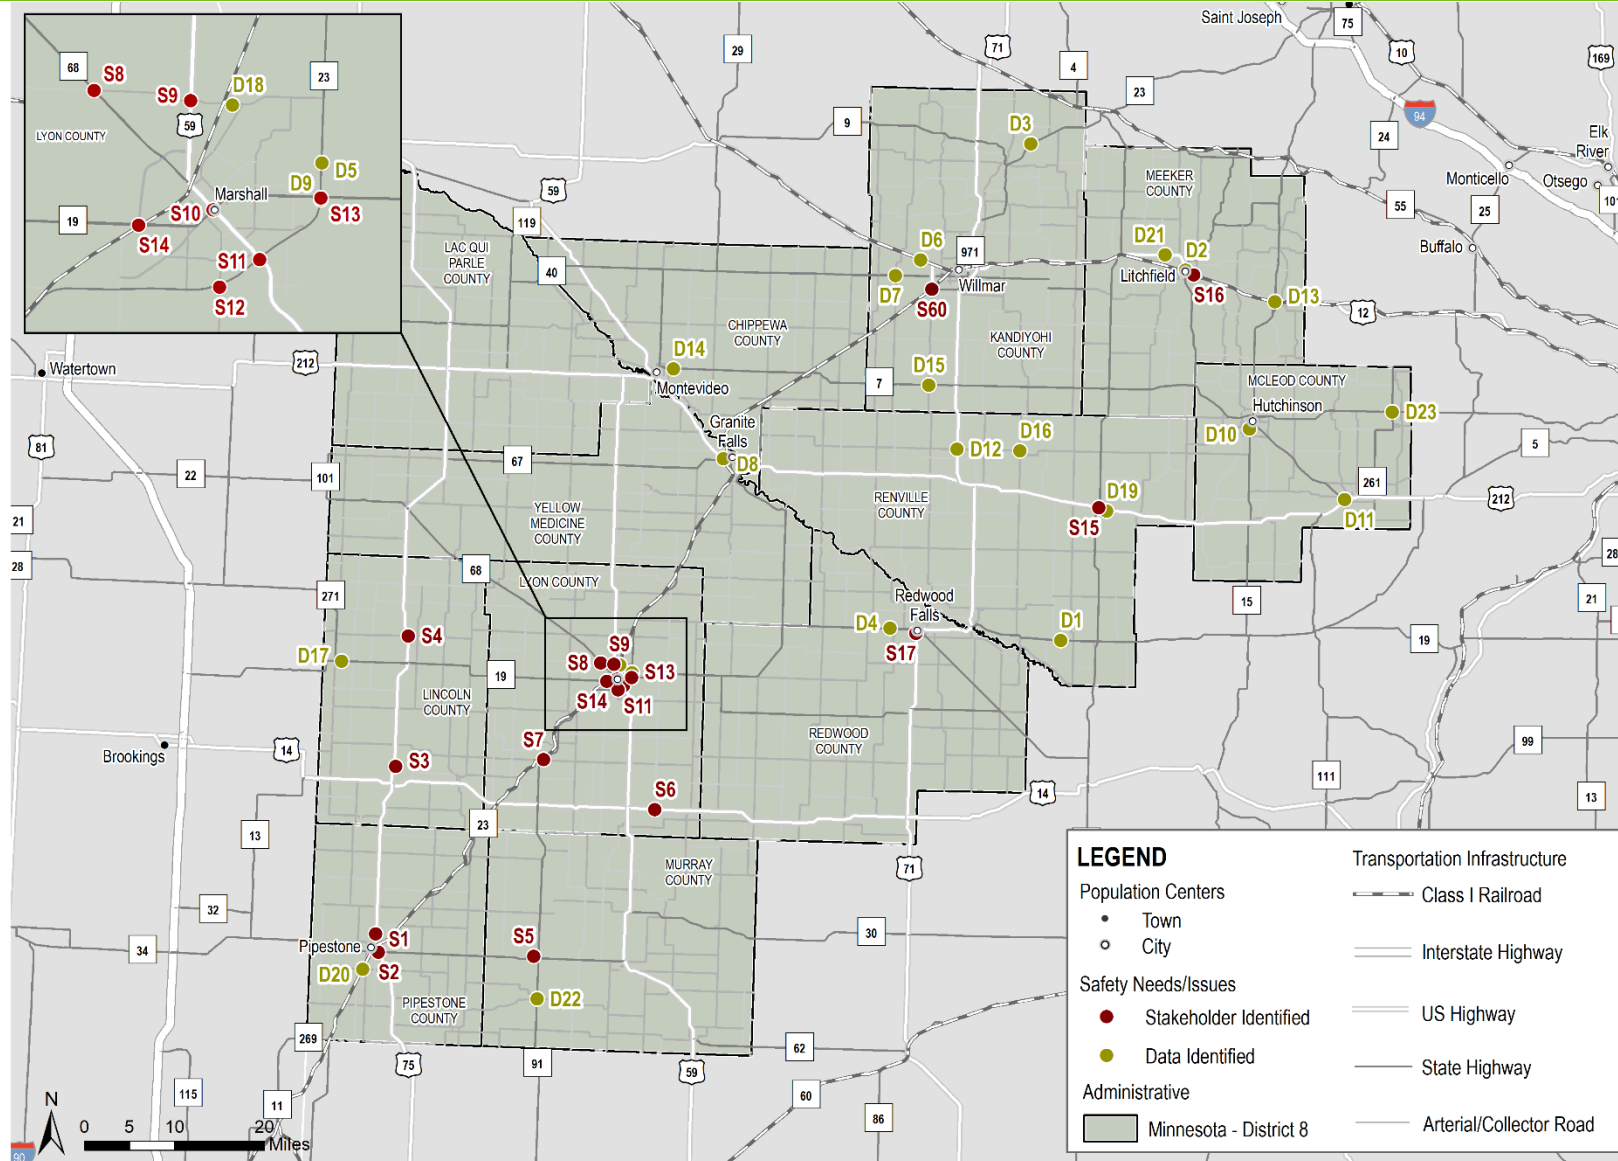 68
S8
S9
59
D18
23
LYON COUNTY
D5
D9
S13
Marshall
S10
19
S14
S11
S12
Saint Joseph
75
10
169
71
29
4
23
94
9
24
Elk
River
Monticello
Otsego
101
55
25
Buffalo
D3
MEEKER
COUNTY
59
119
LAC QUI
PARLE
COUNTY
40
D6
971
D7
Willmar
S60
D21
D2
Litchfield
S16
D13
12
CHIPPEWA
COUNTY
KANDIYOHI
COUNTY
Watertown
212
D14
Montevideo
7
D15
MCLEOD COUNTY
Hutchinson
D23
D10
Granite
Falls
D8
D12
D16
81
22
101
67
5
261
212
D11
RENVILLE
COUNTY
D19
S15
21
28
YELLOW
MEDICINE
COUNTY
68
LYON COUNTY
271
28
21
15
19
Redwood
Falls
D4
S17
D1
S4
D17
19
S9
S8
S13
S14
S11
LINCOLN
COUNTY
REDWOOD
COUNTY
Brookings
14
S3
S7
S6
99
111
13
14
13
23
MURRAY
COUNTY
71
32
34
Pipestone
S1
S2
D20
S5
D22
30
PIPESTONE
COUNTY
269
75
91
59
62
60
86
115
11
90
N
0 5 10 20
Miles
LEGEND
Population Centers
Town
City
Safety Needs/Issues
Stakeholder Identified
Data Identified
Administrative
Minnesota - District 8
Transportation Infrastructure
Class I Railroad
Interstate Highway
US Highway
State Highway
Arterial/Collector Road